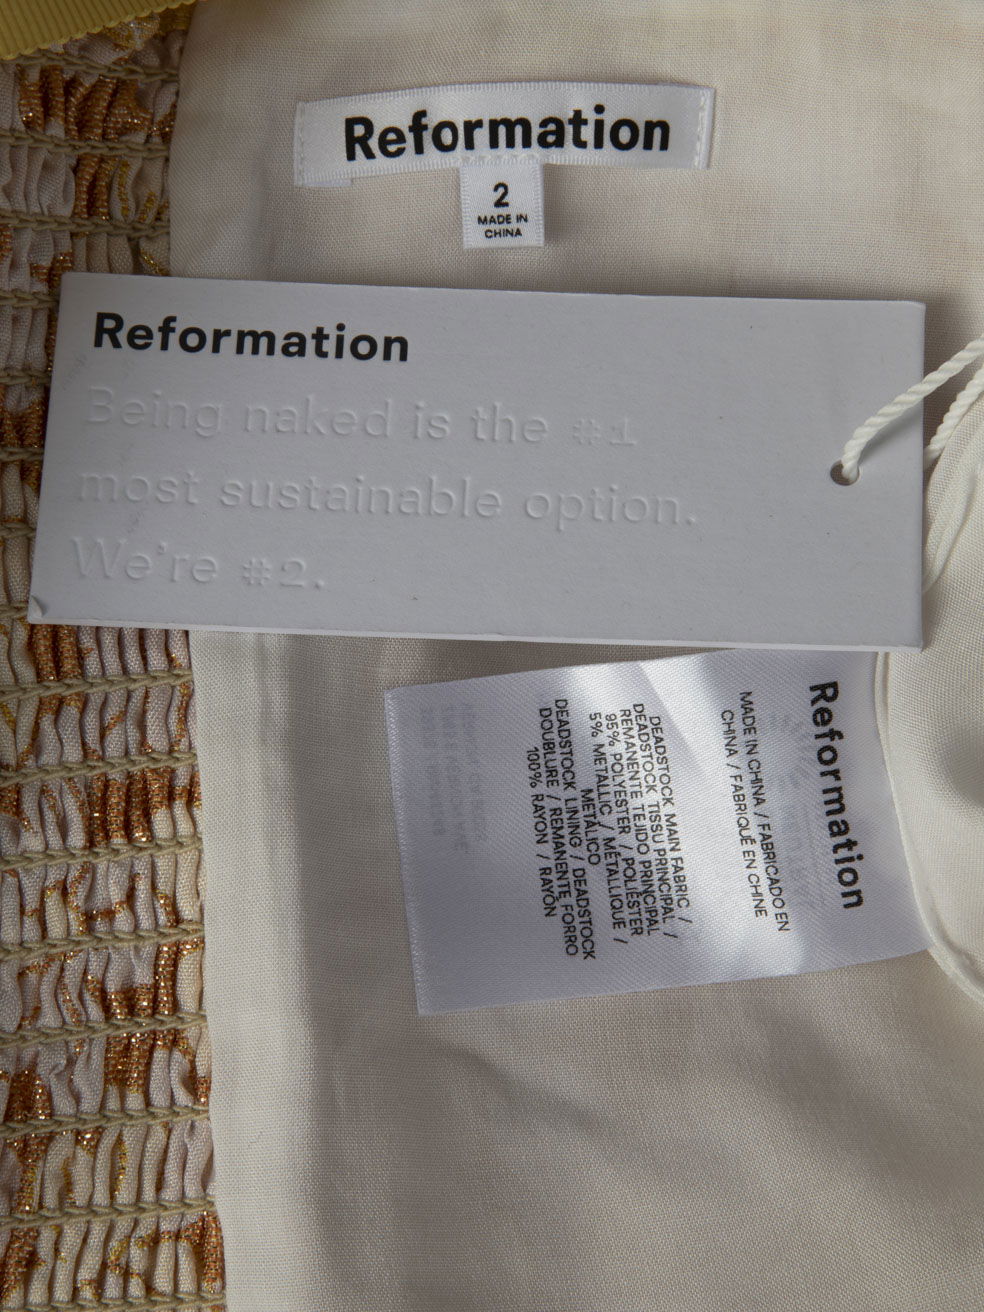 Reformation
2
MADE IN
CHINA
Reformation
Being naked is the #1
most sustainable option.
We're #2.
Reformation
MADE IN CHINA / FABRICADO EN
CHINA / FABRIQUÉ EN CHINE
DEADSTOCK MAIN FABRIC /
DEADSTOCK TISSU PRINCIPAL /
REMANENTE TEJIDO PRINCIPAL
95% POLYESTER / POLIÉSTER
5% METALLIC / MÉTALLIQUE /
METÁLICO
DEADSTOCK LINING / DEADSTOCK
DOUBLURE / REMANENTE FORRO
100% RAYON / RAYÓN